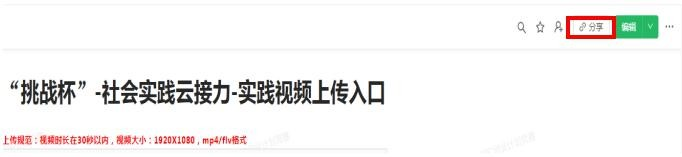 分享 编辑
“挑战杯”-社会实践云接力-实践视频上传入口
上传规范：视频时长在30秒以内，视频大小：1920X1080，mp4/flv格式